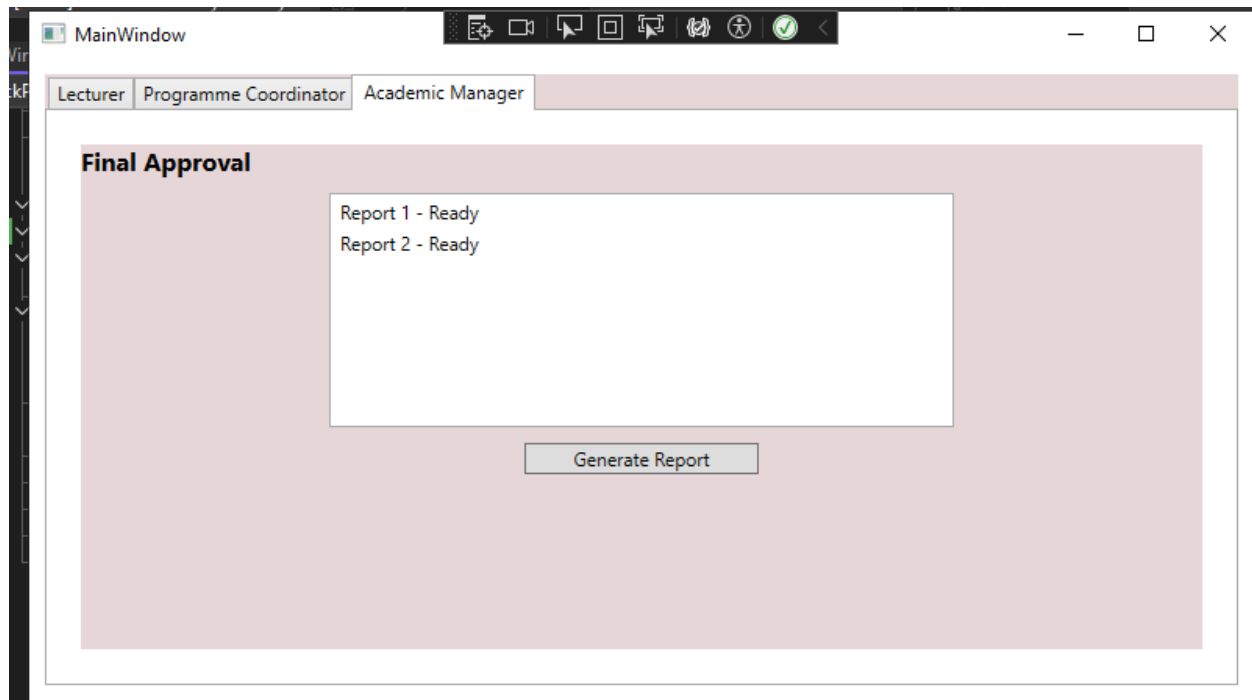 MainWindow
Lecturer
Programme Coordinator
Academic Manager
Final Approval
Report 1 - Ready
Report 2 - Ready
Generate Report